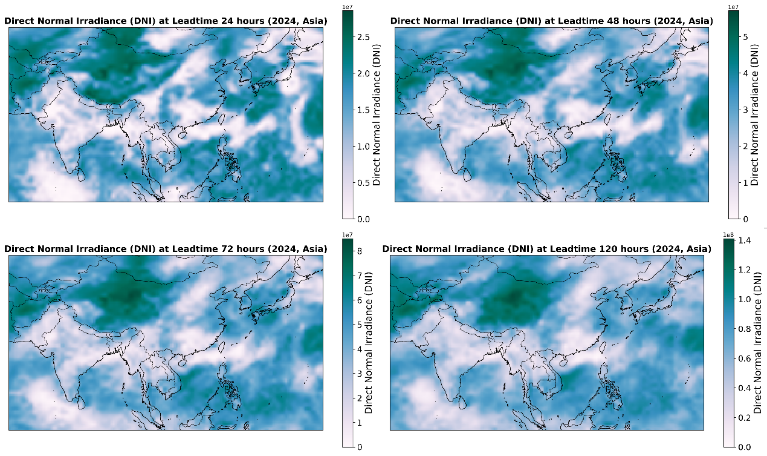 Direct Normal Irradiance (DNI) at Leadtime 24 hours (2024, Asia)
1e7
2.5
2.0
1.5
1.0
0.5
0.0
Direct Normal Irradiance (DNI)
Direct Normal Irradiance (DNI) at Leadtime 48 hours (2024, Asia)
1e7
5
4
3
2
1
0
Direct Normal Irradiance (DNI)
Direct Normal Irradiance (DNI) at Leadtime 72 hours (2024, Asia)
1e7
8
7
6
5
4
3
2
1
0
Direct Normal Irradiance (DNI)
Direct Normal Irradiance (DNI) at Leadtime 120 hours (2024, Asia)
1e8
1.4
1.2
1.0
0.8
0.6
0.4
0.2
0.0
Direct Normal Irradiance (DNI)